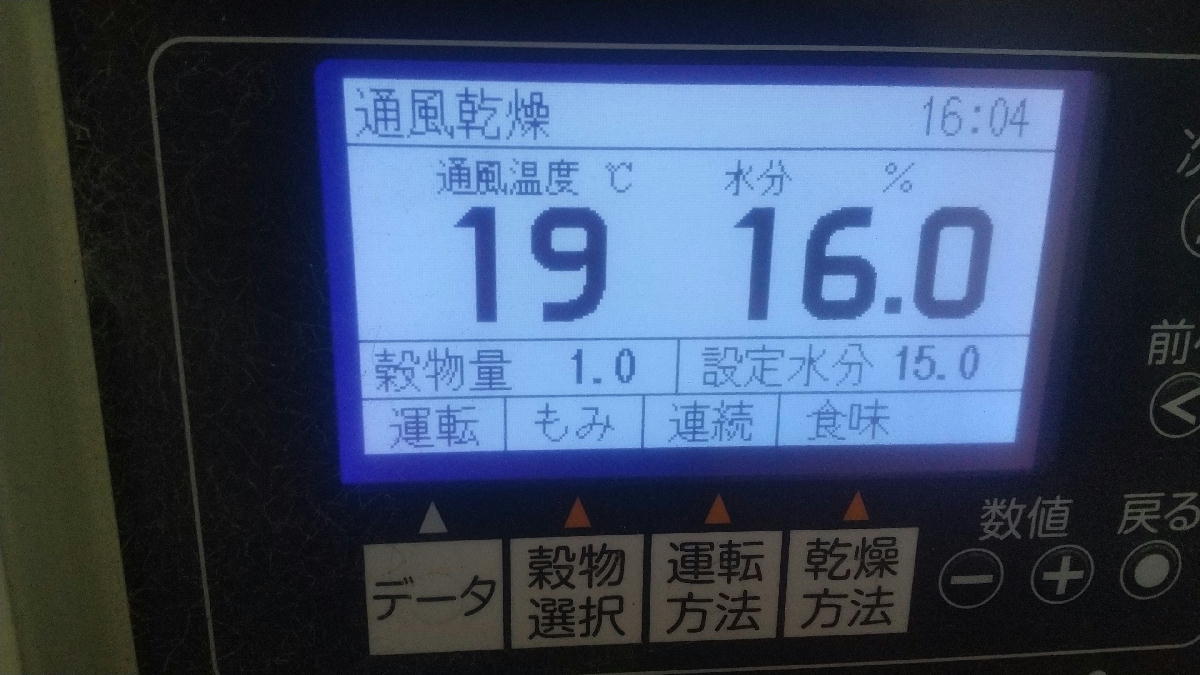 通風乾燥 16:04
通風温度 ℃ 水分 %
19 16.0
穀物量 1.0 設定水分 15.0
運転 もみ 連続 食味
データ
穀物選択
運転方法
乾燥方法
数値
戻る
前